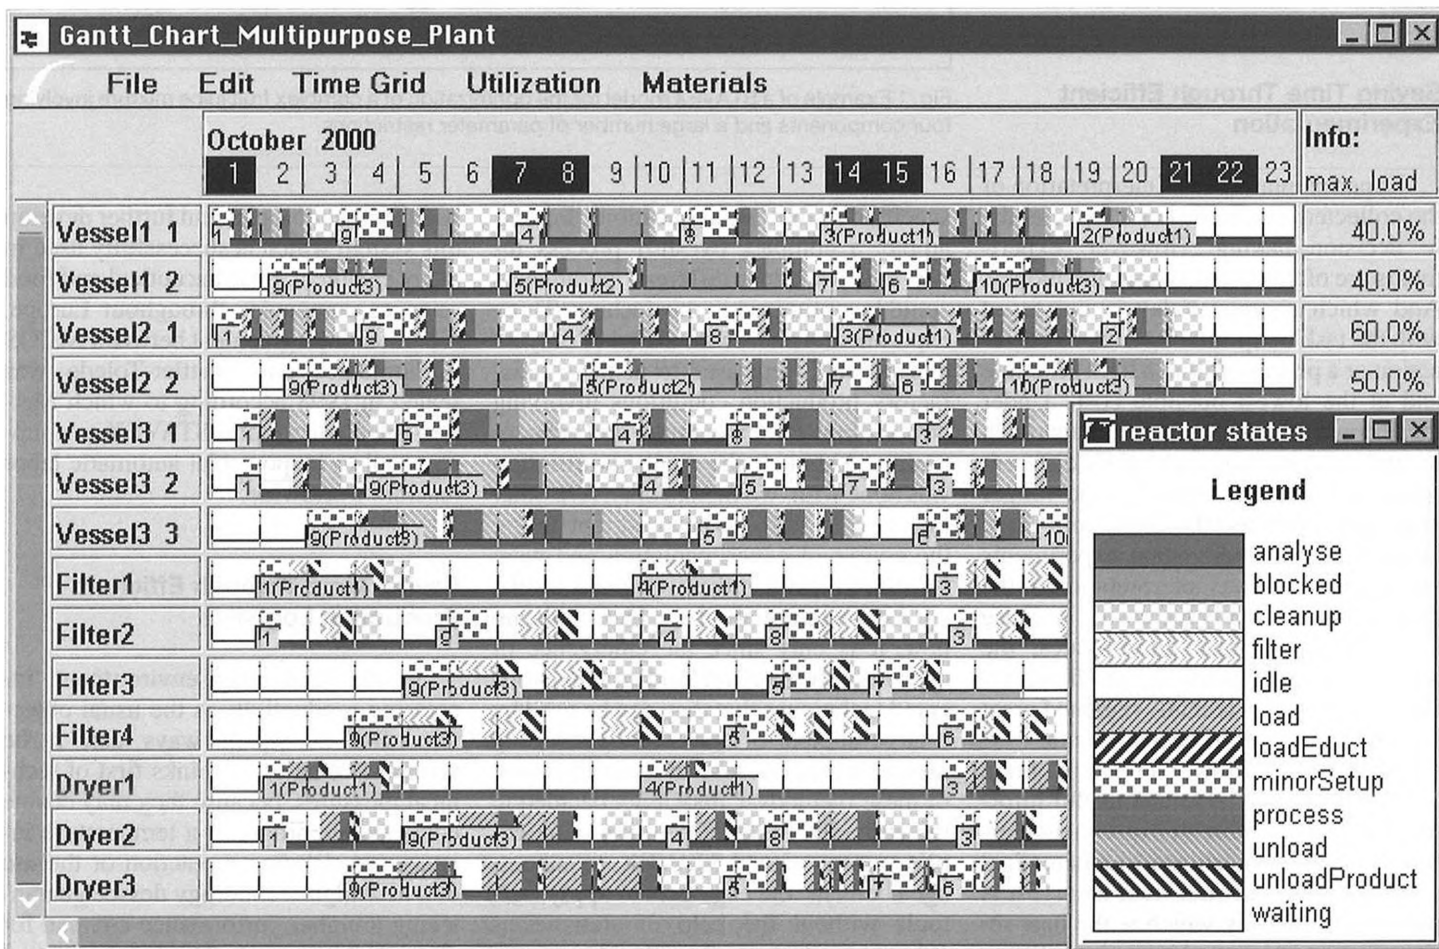 Gantt_Chart_Multipurpose_Plant
File Edit Time Grid Utilization Materials
October 2000
Info:
1 2 3 4 5 6 7 8 9 10 11 12 13 14 15 16 17 18 19 20 21 22 23
max. load
Vessel1 1
1 9 4 8 3(Product1) 2(Product1)
40.0%
Vessel1 2
9(Product3) 5(Product2) 7 6 10(Product3)
40.0%
Vessel2 1
1 9 4 8 3(Product1) 2
60.0%
Vessel2 2
9(Product3) 5(Product2) 7 6
50.0%
Vessel3 1
1 9 4 8 3
Vessel3 2
1 9(Product3) 4 5 7 3
Vessel3 3
9(Product3) 5 6 10
Filter1
1(Product1) 4(Product1) 3
Filter2
1 9 4 8 3
Filter3
9(Product3) 5 7
Filter4
9(Product3) 5 6
Dryer1
1(Product1) 4(Product1) 3
Dryer2
1 9(Product3) 4 8 3
Dryer3
9(Product3) 5 7 6
reactor states
Legend
analyse
blocked
cleanup
filter
idle
load
loadEduct
minorSetup
process
unload
unloadProduct
waiting